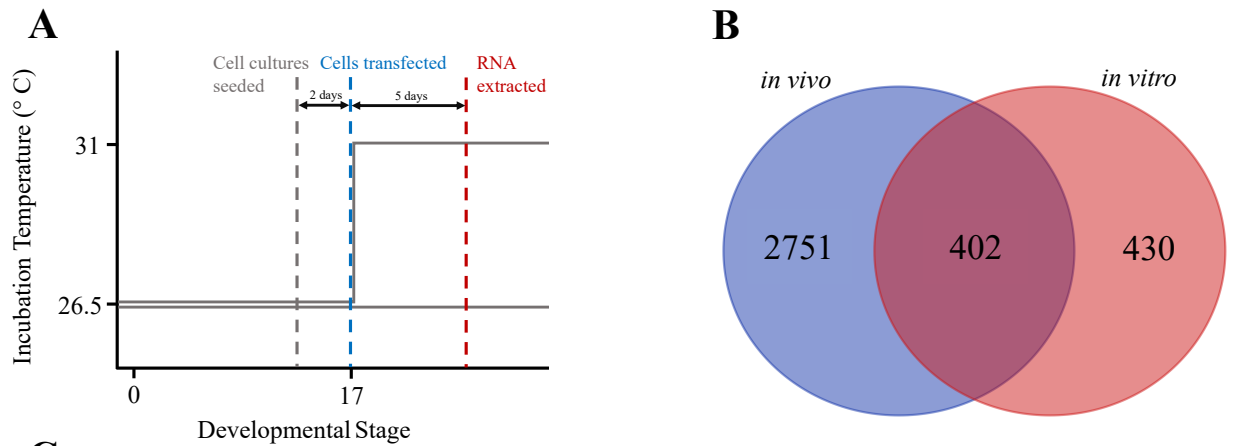 A
Cell cultures
seeded
Cells transfected
RNA
extracted
2 days
5 days
Incubation Temperature (° C)
31
26.5
0
17
Developmental Stage
B
in vivo
in vitro
2751
402
430